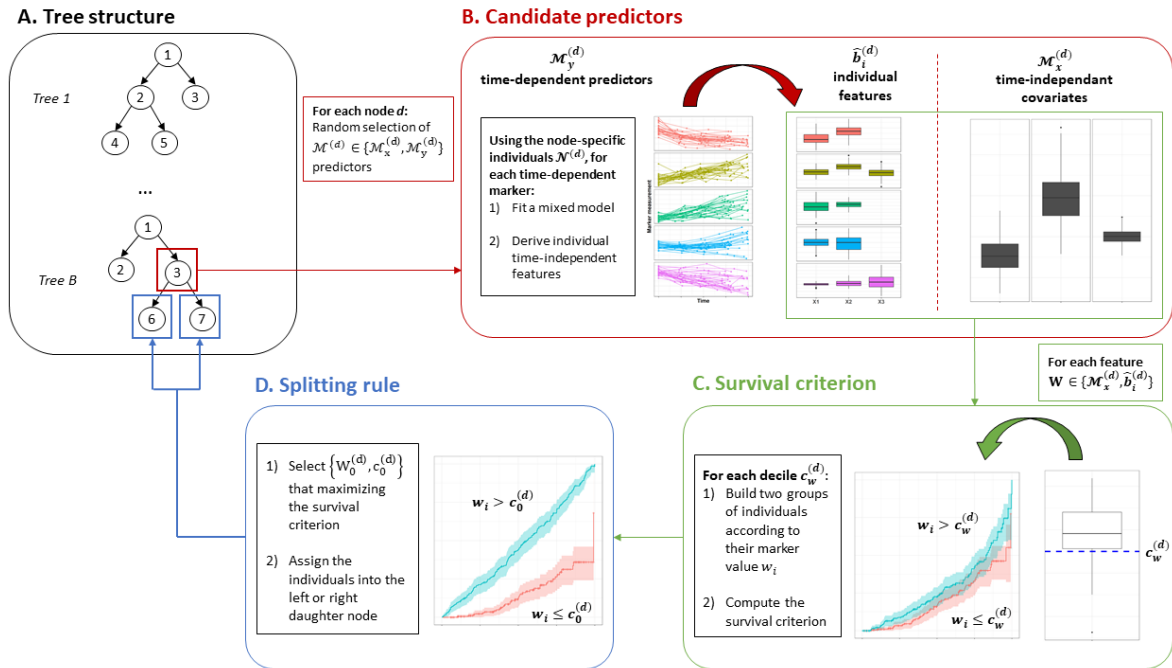 A. Tree structure
Tree 1
1
2
3
4
5
...
Tree B
1
2
3
6
7
For each node d:
Random selection of
𝓜^(d) ∈ {𝓜_x^(d), 𝓜_y^(d)}
predictors
B. Candidate predictors
𝓜_y^(d)
time-dependent predictors
b̂_i^(d)
individual
features
𝓜_x^(d)
time-independant
covariates
Using the node-specific
individuals 𝓝^(d), for
each time-dependent
marker:
1) Fit a mixed model
2) Derive individual
time-independent
features
Marker measurement
Time
X1 X2 X3
For each feature
W ∈ {𝓜_x^(d), b̂_i^(d)}
C. Survival criterion
For each decile c_w^(d):
1) Build two groups
of individuals
according to
their marker
value w_i
2) Compute the
survival criterion
w_i > c_w^(d)
w_i ≤ c_w^(d)
c_w^(d)
D. Splitting rule
1) Select {W_0^(d), c_0^(d)}
that maximizing
the survival
criterion
2) Assign the
individuals into the
left or right
daughter node
w_i > c_0^(d)
w_i ≤ c_0^(d)